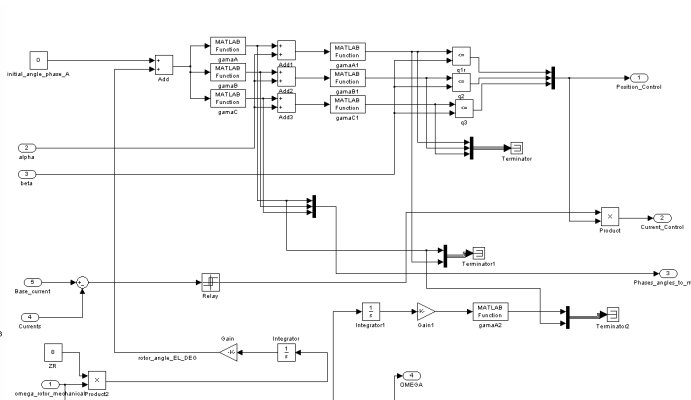 0
initial_angle_phase_A
Add
MATLAB
Function
gamaA
MATLAB
Function
gamaB
MATLAB
Function
gamaC
Add1
Add2
Add3
MATLAB
Function
gamaA1
MATLAB
Function
gamaB1
MATLAB
Function
gamaC1
<=
q1r
<=
q2
<=
q3
1
Position_Control
2
alpha
3
beta
Terminator
Product
2
Current_Control
Terminator1
3
Phases_angles_to_m
5
Base_current
Relay
4
Currents
1
s
Integrator1
-K-
Gain1
MATLAB
Function
gamaA2
Terminator2
Gain
-K-
Integrator
1
s
rotor_angle_EL_DEG
8
ZR
1
omega_rotor_mechanical
Product2
4
OMEGA